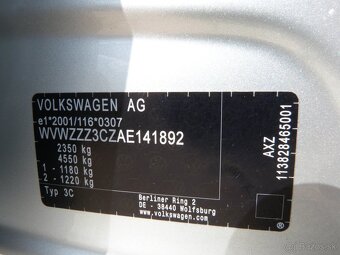 VOLKSWAGEN AG
e1*2001/116*0307
WVWZZZ3CZAE141892
2350 kg
4550 kg
1 - 1180 kg
2 - 1220 kg
Typ 3C
Berliner Ring 2
DE - 38440 Wolfsburg
www.volkswagen.com
AXZ
113828465001
®